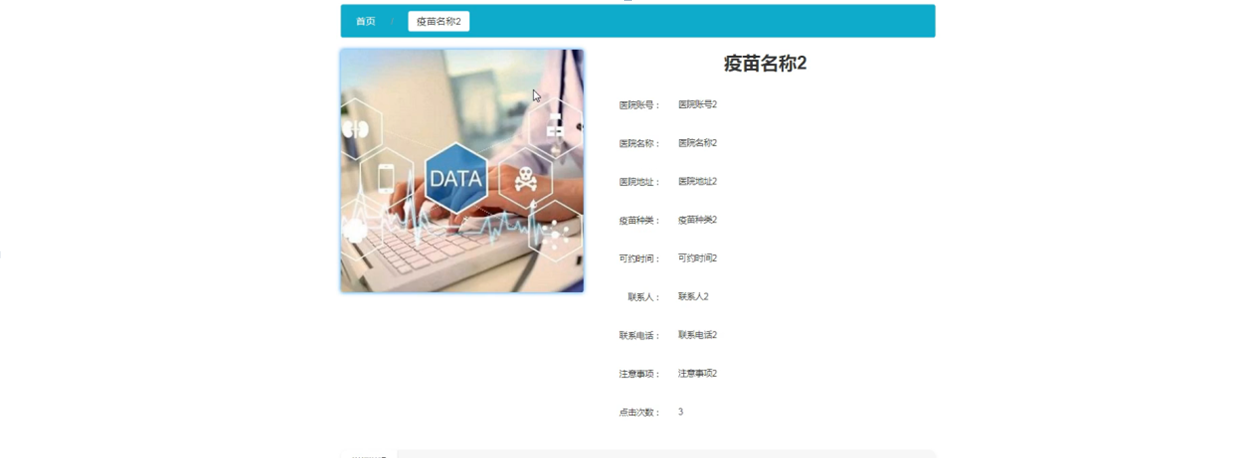 首页 / 疫苗名称2
疫苗名称2
DATA
医院账号： 医院账号2
医院名称： 医院名称2
医院地址： 医院地址2
疫苗种类： 疫苗种类2
可约时间： 可约时间2
联系人： 联系人2
联系电话： 联系电话2
注意事项： 注意事项2
点击次数： 3